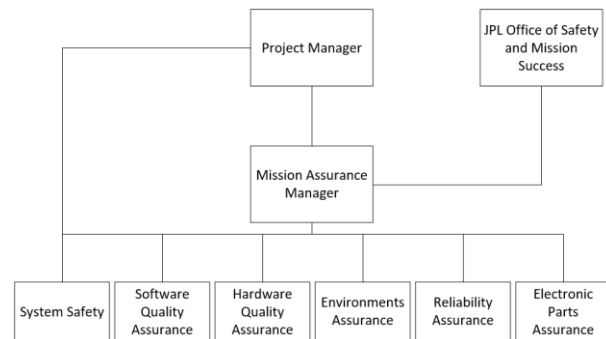 Project Manager
JPL Office of Safety
and Mission
Success
Mission Assurance
Manager
System Safety
Software
Quality
Assurance
Hardware
Quality
Assurance
Environments
Assurance
Reliability
Assurance
Electronic
Parts
Assurance